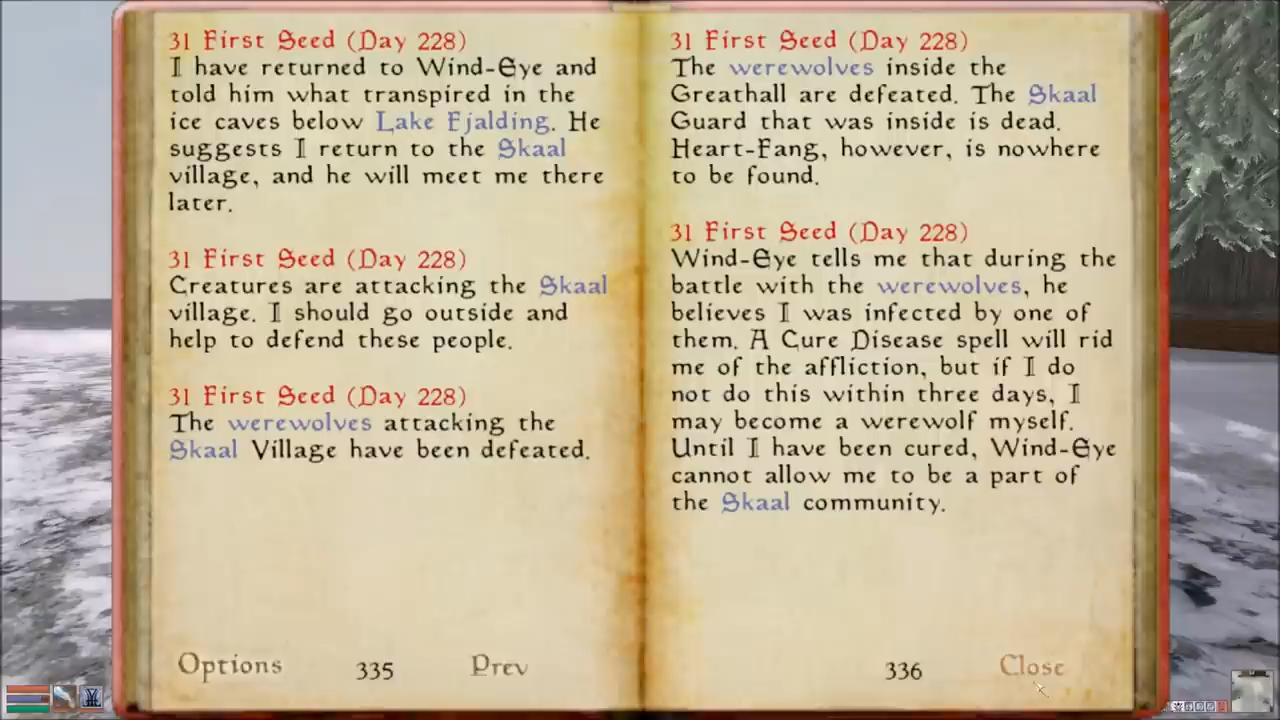 31 First Seed (Day 228)
I have returned to Wind-Eye and
told him what transpired in the
ice caves below Lake Fjalding. He
suggests I return to the Skaal
village, and he will meet me there
later.
31 First Seed (Day 228)
Creatures are attacking the Skaal
village. I should go outside and
help to defend these people.
31 First Seed (Day 228)
The werewolves attacking the
Skaal Village have been defeated.
Options
335
Prev
31 First Seed (Day 228)
The werewolves inside the
Greathall are defeated. The Skaal
Guard that was inside is dead.
Heart-Fang, however, is nowhere
to be found.
31 First Seed (Day 228)
Wind-Eye tells me that during the
battle with the werewolves, he
believes I was infected by one of
them. A Cure Disease spell will rid
me of the affliction, but if I do
not do this within three days, I
may become a werewolf myself.
Until I have been cured, Wind-Eye
cannot allow me to be a part of
the Skaal community.
336
Close